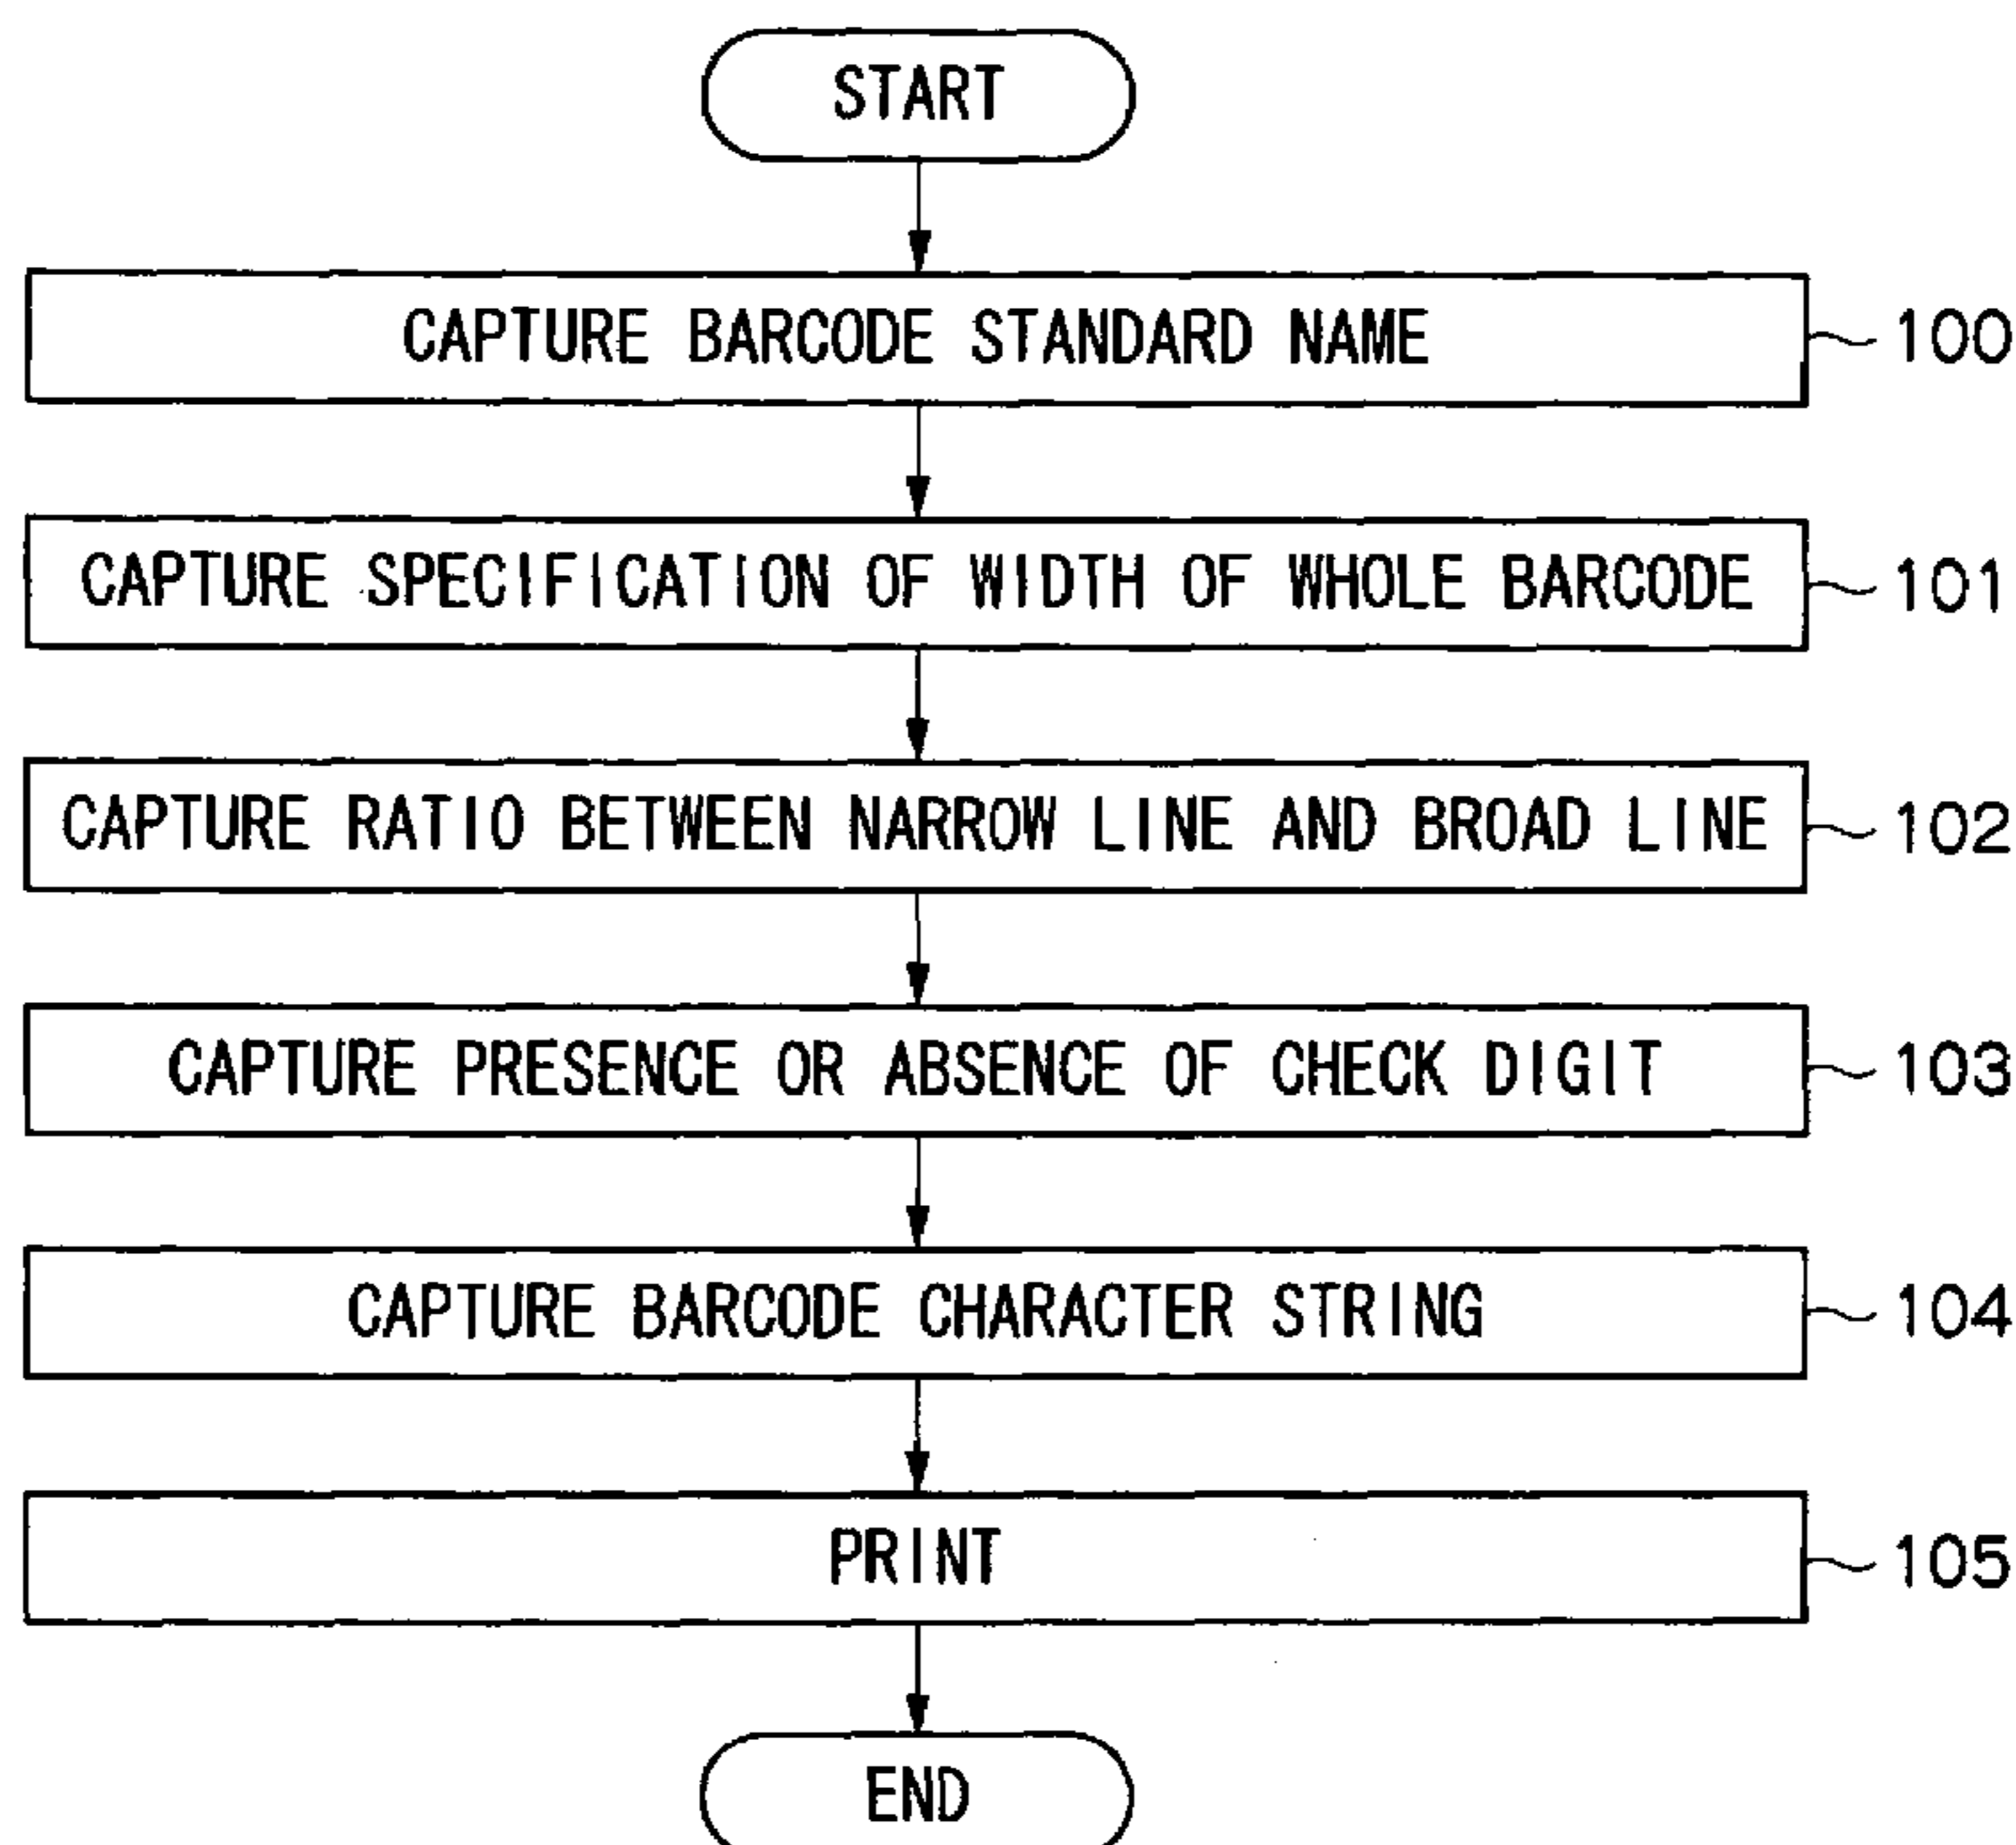 START
CAPTURE BARCODE STANDARD NAME 100
CAPTURE SPECIFICATION OF WIDTH OF WHOLE BARCODE 101
CAPTURE RATIO BETWEEN NARROW LINE AND BROAD LINE 102
CAPTURE PRESENCE OR ABSENCE OF CHECK DIGIT 103
CAPTURE BARCODE CHARACTER STRING 104
PRINT 105
END